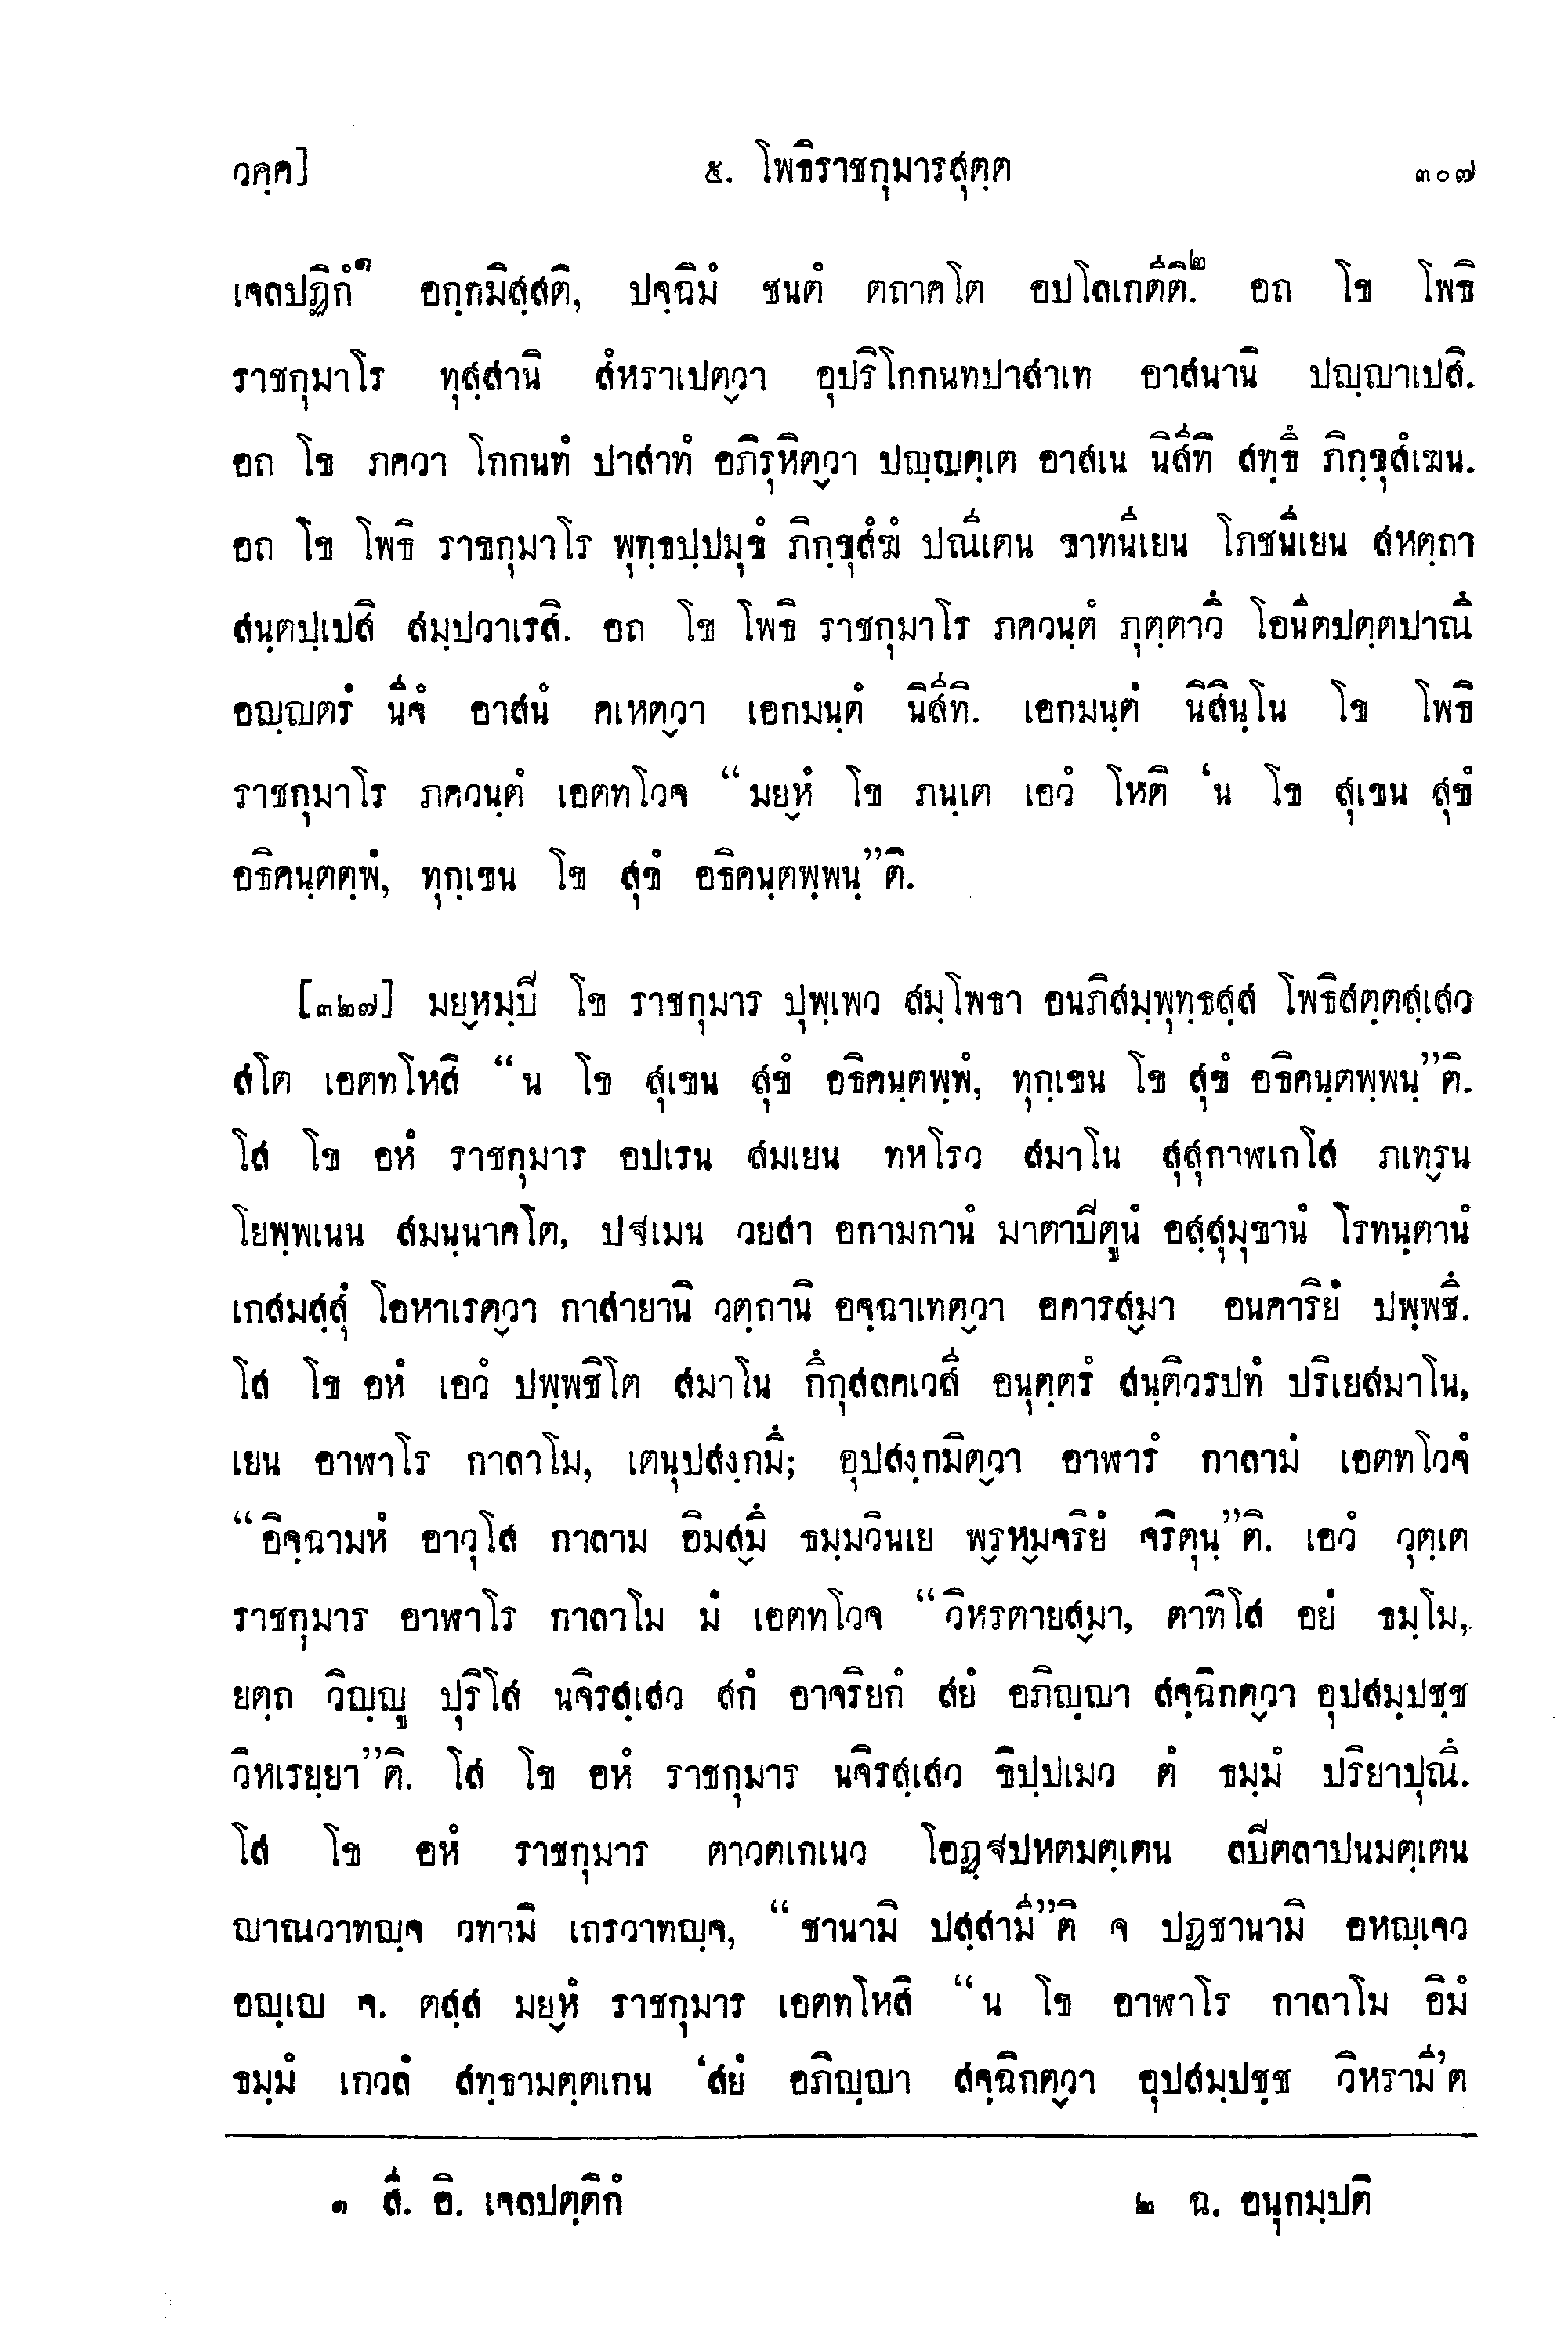 วคฺค]
๕. โพธิราชกุมารสุตฺต
๓๐๗
เจลปฏิกํ๑ อกฺกมิสฺสติ, ปจฺฉิมํ ชนตํ ตถาคโต อปโลเกตีติ.๒ อถ โข โพธิ
ราชกุมาโร ทุสฺสานิ สํหราเปตฺวา อุปริโกกนทปาสาเท อาสนานิ ปญฺญาเปสิ.
อถ โข ภควา โกกนทํ ปาสาทํ อภิรุหิตฺวา ปญฺญตฺเต อาสเน นิสีทิ สทฺธึ ภิกฺขุสํเฆน.
อถ โข โพธิ ราชกุมาโร พุทฺธปฺปมุขํ ภิกฺขุสํฆํ ปณีเตน ขาทนีเยน โภชนีเยน สหตฺถา
สนฺตปฺเปสิ สมฺปวาเรสิ. อถ โข โพธิ ราชกุมาโร ภควนฺตํ ภุตฺตาวึ โอนีตปตฺตปาณึ
อญฺญตรํ นีจํ อาสนํ คเหตฺวา เอกมนฺตํ นิสีทิ. เอกมนฺตํ นิสินฺโน โข โพธิ
ราชกุมาโร ภควนฺตํ เอตทโวจ “มยฺหํ โข ภนฺเต เอวํ โหติ ‘น โข สุเขน สุขํ
อธิคนฺตตฺพํ, ทุกฺเขน โข สุขํ อธิคนฺตพฺพนฺ”ติ.
[๓๒๗] มยฺหมฺปิ โข ราชกุมาร ปุพฺเพว สมฺโพธา อนภิสมฺพุทฺธสฺส โพธิสตฺตสฺเสว
สโต เอตทโหสิ “น โข สุเขน สุขํ อธิคนฺตพฺพํ, ทุกฺเขน โข สุขํ อธิคนฺตพฺพนฺ”ติ.
โส โข อหํ ราชกุมาร อปเรน สมเยน ทหโรว สมาโน สุสุกาฬเกโส ภเทฺรน
โยพฺพเนน สมนฺนาคโต, ปฐเมน วยสา อกามกานํ มาตาปิตูนํ อสฺสุมุขานํ โรทนฺตานํ
เกสมสฺสุํ โอหาเรตฺวา กาสายานิ วตฺถานิ อจฺฉาเทตฺวา อคารสฺมา อนคาริยํ ปพฺพชึ.
โส โข อหํ เอวํ ปพฺพชิโต สมาโน กึกุสลคเวสี อนุตฺตรํ สนฺติวรปทํ ปริเยสมาโน,
เยน อาฬาโร กาลาโม, เตนุปสงฺกมึ; อุปสงฺกมิตฺวา อาฬารํ กาลามํ เอตทโวจํ
“อิจฺฉามหํ อาวุโส กาลาม อิมสฺมึ ธมฺมวินเย พฺรหฺมจริยํ จริตุนฺ”ติ. เอวํ วุตฺเต
ราชกุมาร อาฬาโร กาลาโม มํ เอตทโวจ “วิหรตายสฺมา, ตาทิโส อยํ ธมฺโม,
ยตฺถ วิญฺญู ปุริโส นจิรสฺเสว สกํ อาจริยกํ สยํ อภิญฺญา สจฺฉิกตฺวา อุปสมฺปชฺช
วิหเรยฺยา”ติ. โส โข อหํ ราชกุมาร นจิรสฺเสว ขิปฺปเมว ตํ ธมฺมํ ปริยาปุณึ.
โส โข อหํ ราชกุมาร ตาวตเกเนว โอฏฺฐปหตมตฺเตน ลปิตลาปนมตฺเตน
ญาณวาทญฺจ วทามิ เถรวาทญฺจ, “ชานามิ ปสฺสามี”ติ จ ปฏิชานามิ อหญฺเจว
อญฺเญ จ. ตสฺส มยฺหํ ราชกุมาร เอตทโหสิ “น โข อาฬาโร กาลาโม อิมํ
ธมฺมํ เกวลํ สทฺธามตฺตเกน ‘สยํ อภิญฺญา สจฺฉิกตฺวา อุปสมฺปชฺช วิหรามี’ต
๑ สี. อิ. เจลปตฺติกํ
๒ ฉ. อนุกมฺปติ